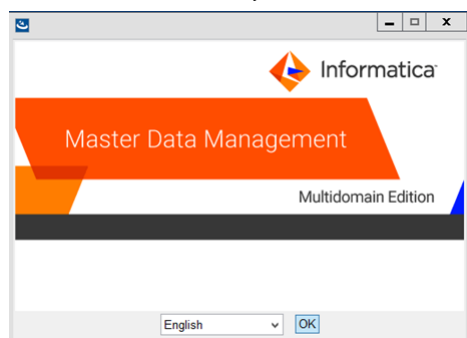 Informatica
Master Data Management
Multidomain Edition
English
OK